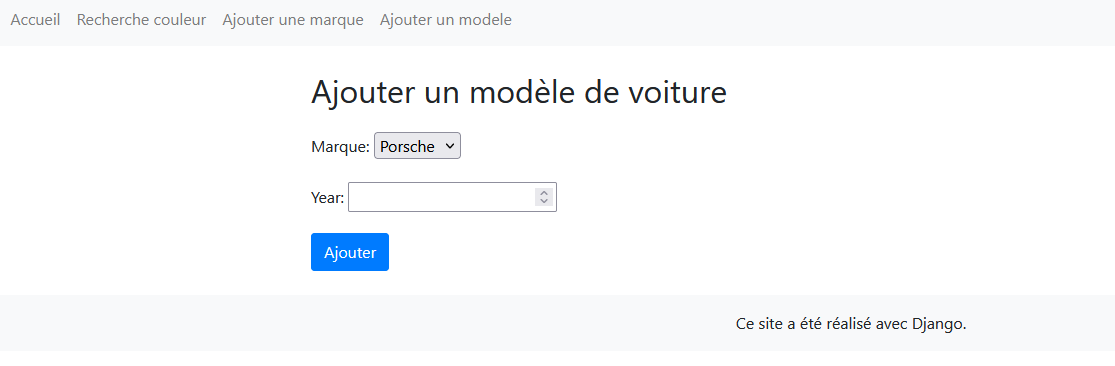 Accueil Recherche couleur Ajouter une marque Ajouter un modele
Ajouter un modèle de voiture
Marque: Porsche
Year:
Ajouter
Ce site a été réalisé avec Django.